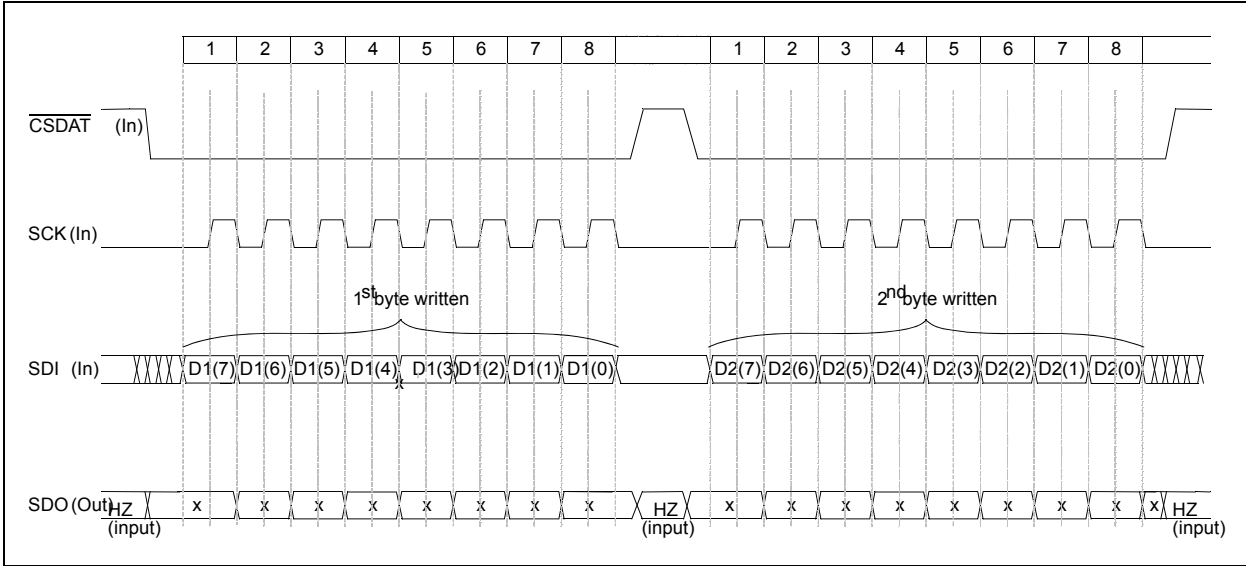 1 2 3 4 5 6 7 8 1 2 3 4 5 6 7 8
CSDAT (In)
SCK (In)
1st byte written 2nd byte written
SDI (In) D1(7) D1(6) D1(5) D1(4) D1(3) D1(2) D1(1) D1(0) D2(7) D2(6) D2(5) D2(4) D2(3) D2(2) D2(1) D2(0)
x
SDO (Out) HZ x x x x x x x x HZ x x x x x x x x x HZ
(input) (input) (input)